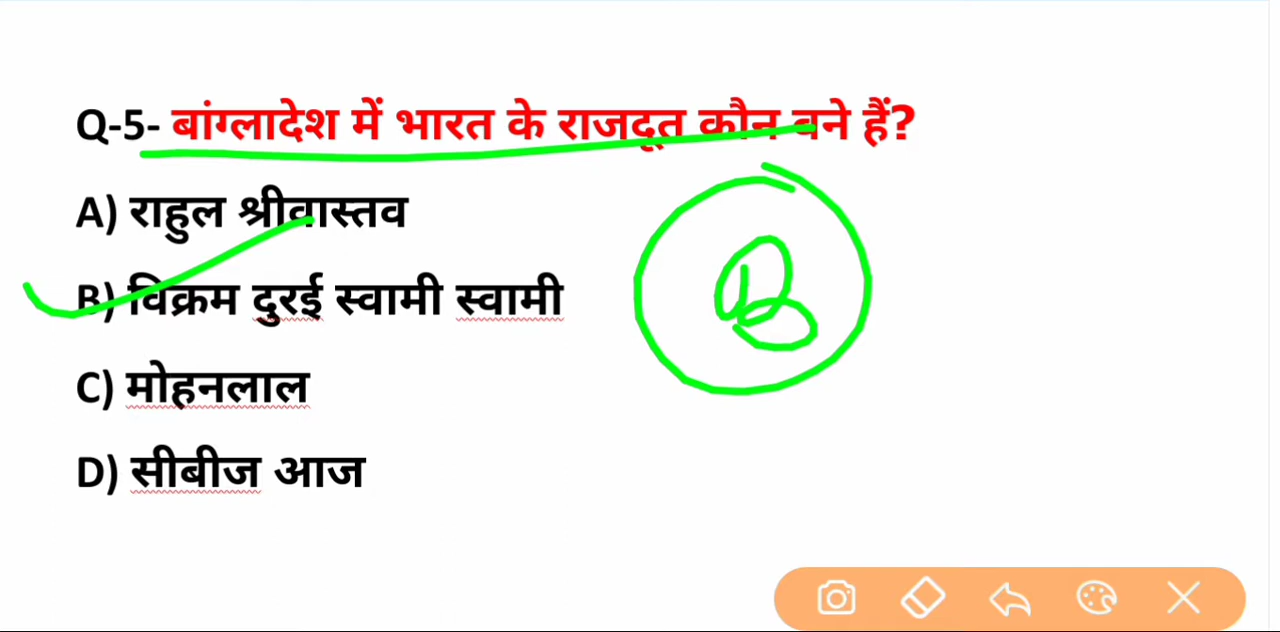 Q-5- बांग्लादेश में भारत के राजदूत कौन बने हैं?
A) राहुल श्रीवास्तव
B) विक्रम दुरई स्वामी स्वामी
B
C) मोहनलाल
D) सीबीज आज